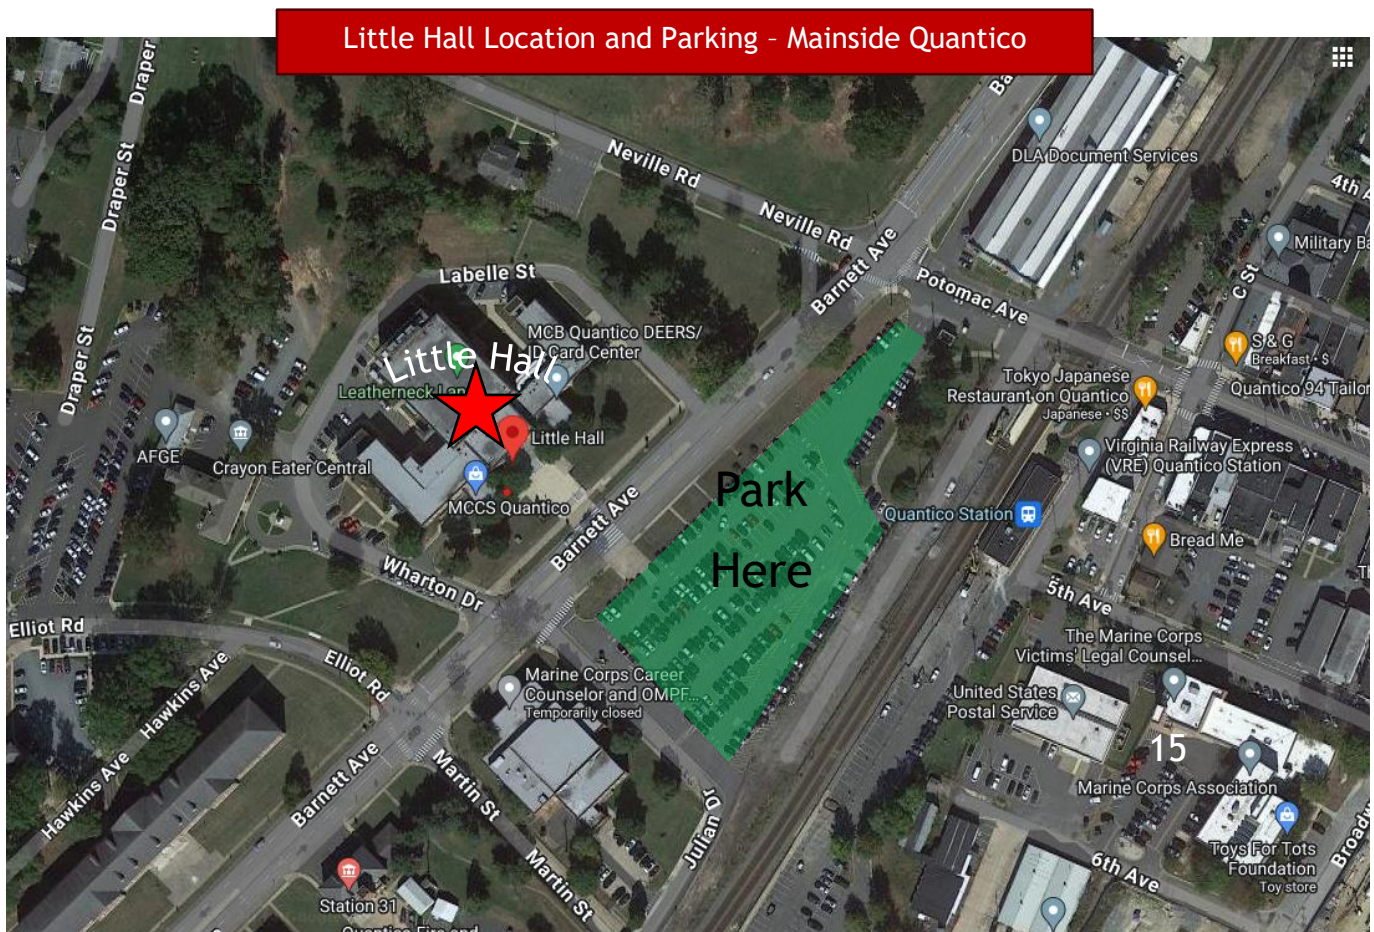 Little Hall Location and Parking – Mainside Quantico
Draper
Draper St
Draper St
Neville Rd
Neville Rd
Barnett Ave
Potomac Ave
DLA Document Services
C St
S & G
Breakfast • $
Quantico 94 Tailor
Labelle St
MCB Quantico DEERS/
ID Card Center
Little Hall
Leatherneck
Little Hall
MCCS Quantico
AFGE
Crayon Eater Central
Tokyo Japanese
Restaurant on Quantico
Japanese • $$
Virginia Railway Express
(VRE) Quantico Station
Quantico Station
Bread Me
Park
Here
Barnett Ave
Wharton Dr
Elliot Rd
Elliot Rd
Hawkins Ave
Hawkins Ave
Marine Corps Career
Counselor and OMPF...
Temporarily closed
5th Ave
The Marine Corps
Victims' Legal Counsel...
United States
Postal Service
15
Marine Corps Association
Toys For Tots
Foundation
Toy store
Barnett Ave
Martin St
Martin St
Julian Dr
6th Ave
Station 31
Quantico Fire and